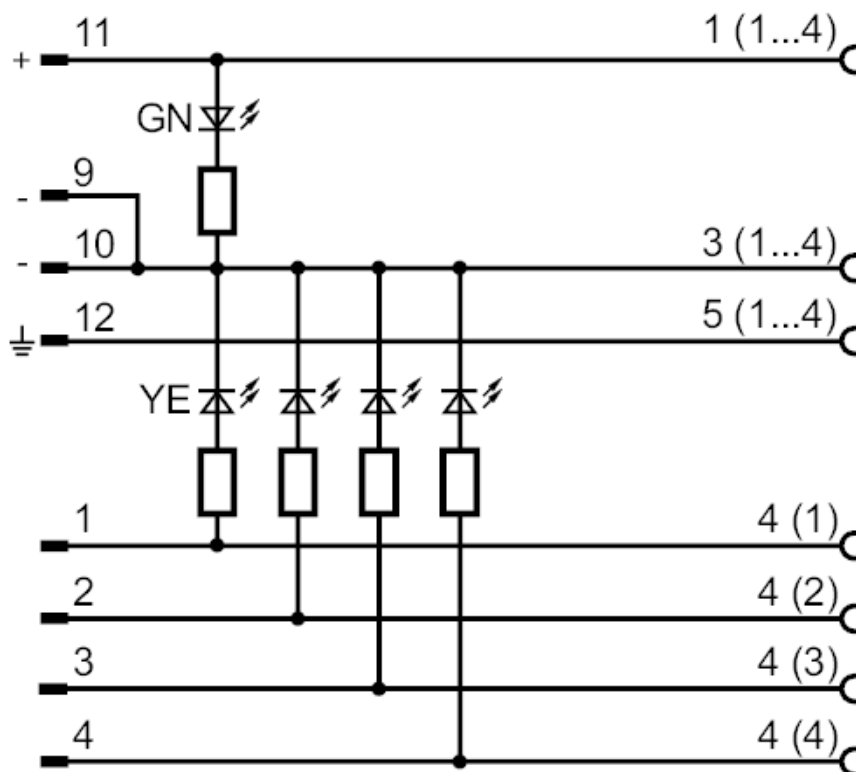 11 1 (1...4)
+
GN
9
-
10 3 (1...4)
-
12 5 (1...4)
YE
1 4 (1)
2 4 (2)
3 4 (3)
4 4 (4)